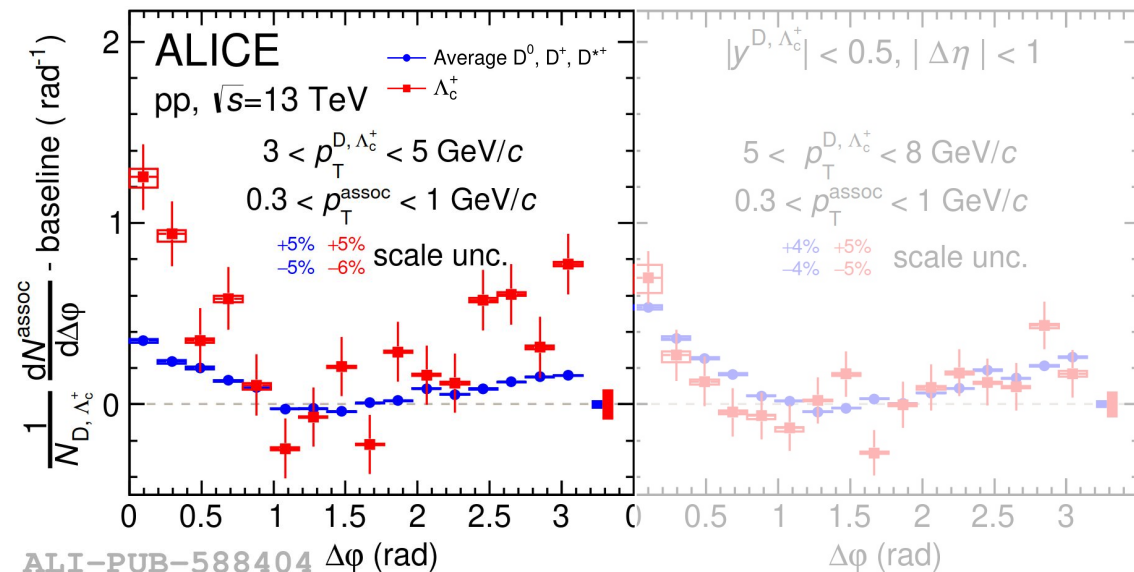 ALICE
pp, √s=13 TeV
Average D⁰, D⁺, D*⁺
Λc⁺
3 < pT^{D, Λc⁺} < 5 GeV/c
0.3 < pT^{assoc} < 1 GeV/c
+5% +5%
−5% −6%
scale unc.
|y^{D, Λc⁺}| < 0.5, | Δη | < 1
5 < pT^{D, Λc⁺} < 8 GeV/c
0.3 < pT^{assoc} < 1 GeV/c
+4% +5%
−4% −5%
scale unc.
1/N_{D, Λc⁺} dN^{assoc}/dΔφ - baseline ( rad⁻¹)
2
1
0
0 0.5 1 1.5 2 2.5 3
0 0.5 1 1.5 2 2.5 3
Δφ (rad)
Δφ (rad)
ALI-PUB-588404